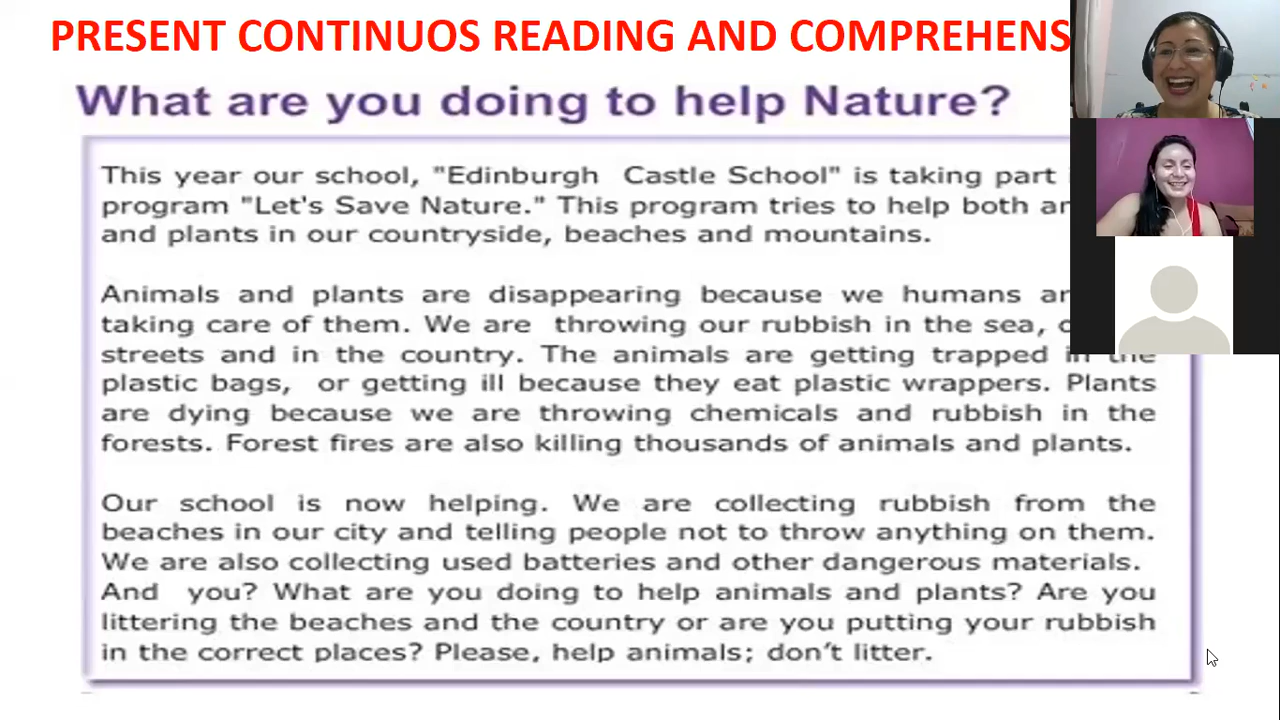 PRESENT CONTINUOS READING AND COMPREHENS
What are you doing to help Nature?
This year our school, "Edinburgh Castle School" is taking part
program "Let's Save Nature." This program tries to help both
and plants in our countryside, beaches and mountains.
Animals and plants are disappearing because we humans
taking care of them. We are throwing our rubbish in the sea,
streets and in the country. The animals are getting trapped in the
plastic bags, or getting ill because they eat plastic wrappers. Plants
are dying because we are throwing chemicals and rubbish in the
forests. Forest fires are also killing thousands of animals and plants.
Our school is now helping. We are collecting rubbish from the
beaches in our city and telling people not to throw anything on them.
We are also collecting used batteries and other dangerous materials.
And you? What are you doing to help animals and plants? Are you
littering the beaches and the country or are you putting your rubbish
in the correct places? Please, help animals; don't litter.